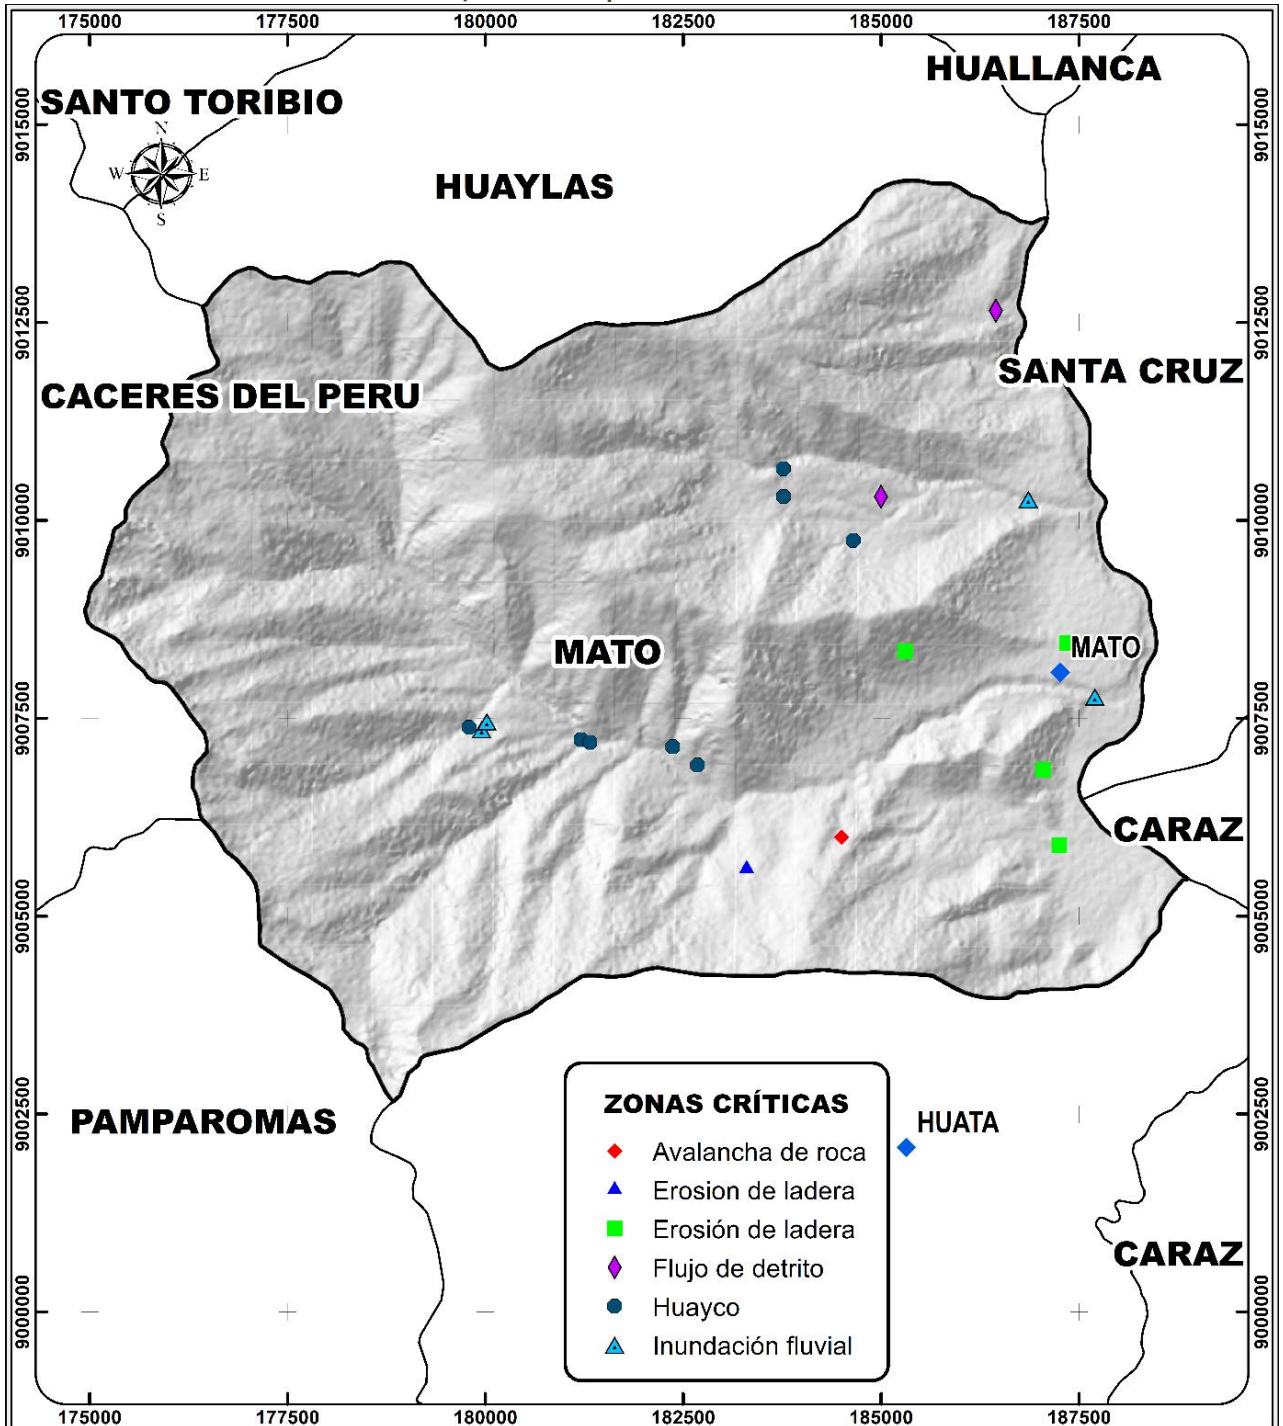 175000 177500 180000 182500 185000 187500
HUALLANCA
SANTO TORIBIO
9015000 9015000
N
W E
S
HUAYLAS
9012500 9012500
SANTA CRUZ
CACERES DEL PERU
9010000 9010000
MATO
MATO
9007500 9007500
CARAZ
9005000 9005000
PAMPAROMAS
9002500 9002500
HUATA
ZONAS CRÍTICAS
Avalancha de roca
Erosion de ladera
Erosión de ladera
Flujo de detrito
Huayco
Inundación fluvial
CARAZ
9000000 9000000
175000 177500 180000 182500 185000 187500